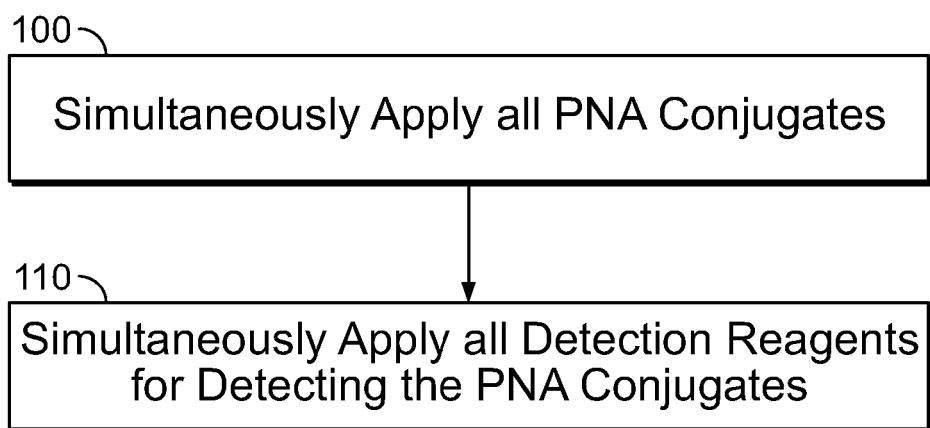 100
Simultaneously Apply all PNA Conjugates
110
Simultaneously Apply all Detection Reagents
for Detecting the PNA Conjugates